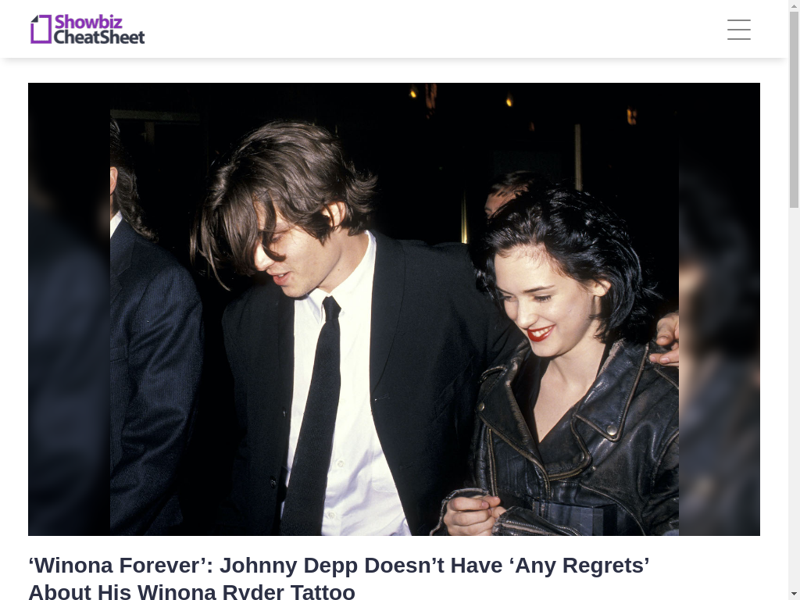 Showbiz
CheatSheet
‘Winona Forever’: Johnny Depp Doesn’t Have ‘Any Regrets’
About His Winona Ryder Tattoo